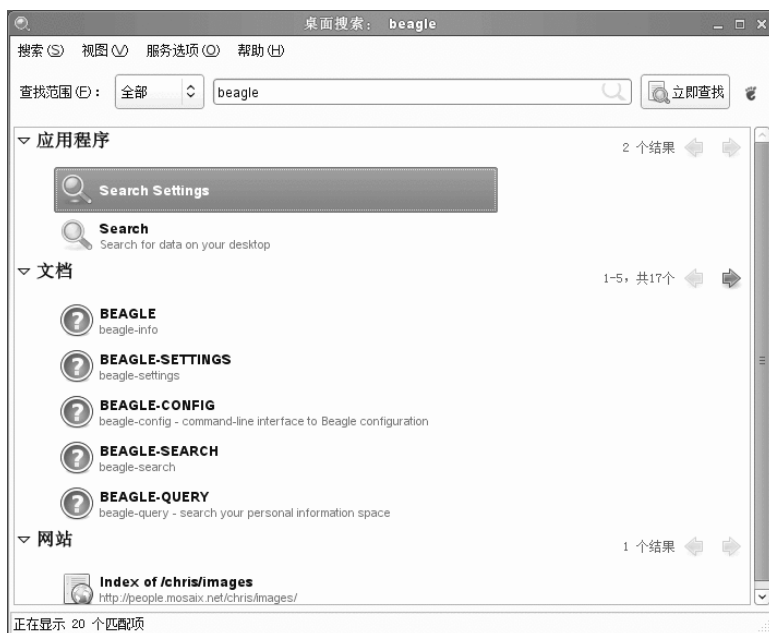 桌面搜索： beagle
搜索(S) 视图(V) 服务选项(O) 帮助(H)
查找范围(F)： 全部 beagle 立即查找
应用程序 2 个结果
Search Settings
Search
Search for data on your desktop
文档 1-5，共17个
BEAGLE
beagle-info
BEAGLE-SETTINGS
beagle-settings
BEAGLE-CONFIG
beagle-config - command-line interface to Beagle configuration
BEAGLE-SEARCH
beagle-search
BEAGLE-QUERY
beagle-query - search your personal information space
网站 1 个结果
Index of /chris/images
http://people.mosaix.net/chris/images/
正在显示 20 个匹配项